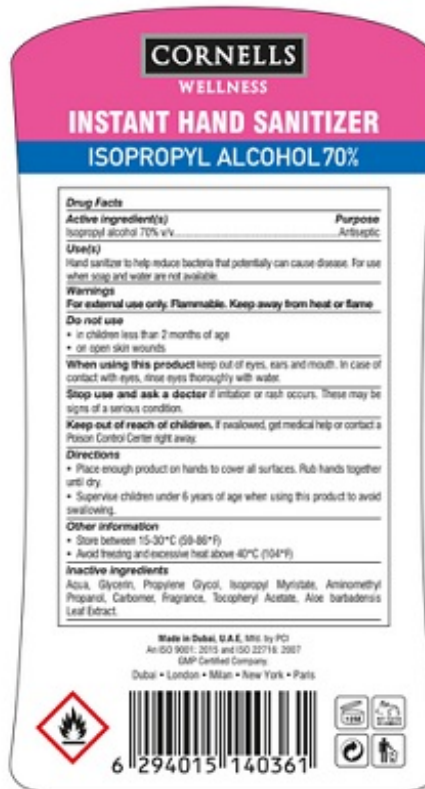 CORNELLS
WELLNESS
INSTANT HAND SANITIZER
ISOPROPYL ALCOHOL 70%
Drug Facts
Active ingredient(s) Purpose
Isopropyl alcohol 70% v/v Antiseptic
Use(s)
Hand sanitizer to help reduce bacteria that potentially can cause disease. For use
when soap and water are not available.
Warnings
For external use only. Flammable. Keep away from heat or flame
Do not use
• in children less than 2 months of age
• on open skin wounds
When using this product keep out of eyes, ears and mouth. In case of
contact with eyes, rinse eyes thoroughly with water.
Stop use and ask a doctor if irritation or rash occurs. These may be
signs of a serious condition.
Keep out of reach of children. If swallowed, get medical help or contact a
Poison Control Center right away.
Directions
• Place enough product on hands to cover all surfaces. Rub hands together
until dry.
• Supervise children under 6 years of age when using this product to avoid
swallowing.
Other information
• Store between 15-30°C (59-86°F)
• Avoid freezing and excessive heat above 40°C (104°F)
Inactive ingredients
Aqua, Glycerin, Propylene Glycol, Isopropyl Myristate, Aminomethyl
Propanol, Carbomer, Fragrance, Tocopheryl Acetate, Aloe barbadensis
Leaf Extract.
Made in Dubai, U.A.E, Mfd. by PCI
An ISO 9001: 2015 and ISO 22716: 2007
GMP Certified Company.
Dubai • London • Milan • New York • Paris
6 294015 140361
12M